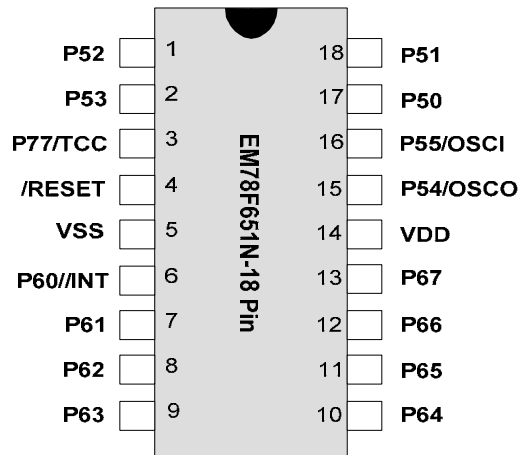 P52 1 18 P51
P53 2 17 P50
P77/TCC 3 16 P55/OSCI
/RESET 4 15 P54/OSCO
VSS 5 14 VDD
P60//INT 6 13 P67
P61 7 12 P66
P62 8 11 P65
P63 9 10 P64
EM78F651N-18 Pin